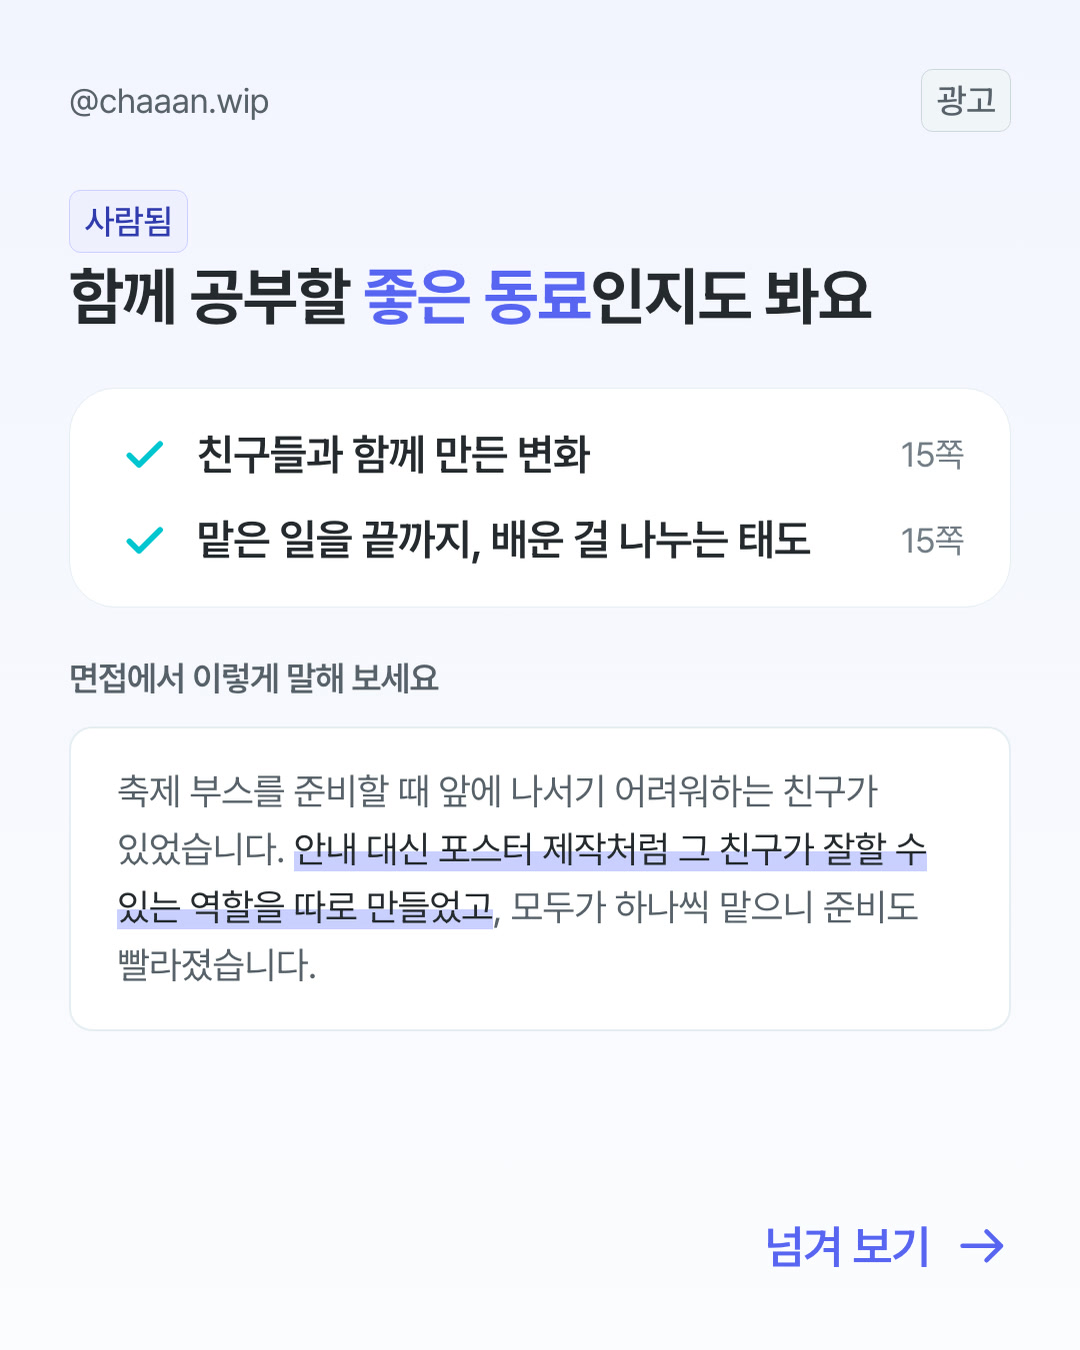 @chaaan.wip
광고
사람됨
함께 공부할 좋은 동료인지도 봐요
친구들과 함께 만든 변화 15쪽
맡은 일을 끝까지, 배운 걸 나누는 태도 15쪽
면접에서 이렇게 말해 보세요
축제 부스를 준비할 때 앞에 나서기 어려워하는 친구가
있었습니다. 안내 대신 포스터 제작처럼 그 친구가 잘할 수
있는 역할을 따로 만들었고, 모두가 하나씩 맡으니 준비도
빨라졌습니다.
넘겨 보기 →